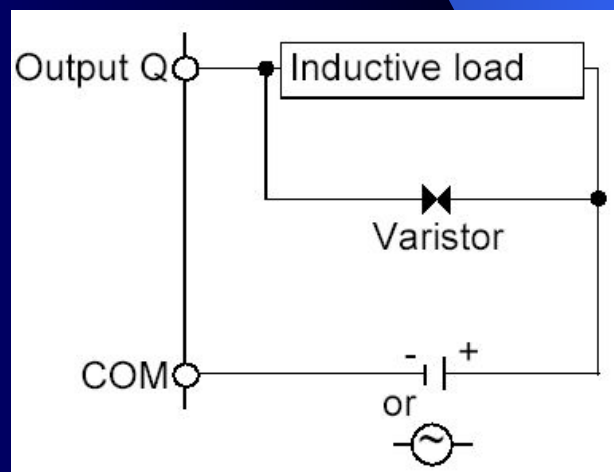 Output Q
Inductive load
Varistor
- +
COM
or
~